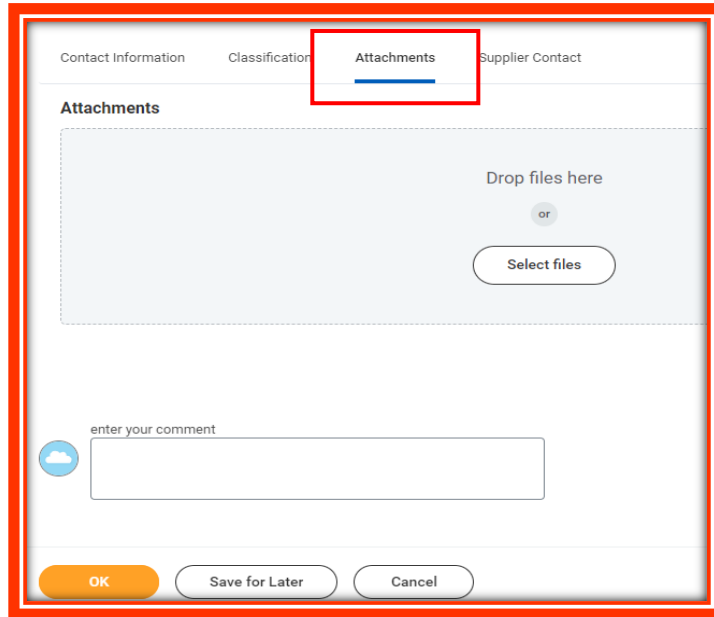 Contact Information Classification Attachments Supplier Contact
Attachments
Drop files here
or
Select files
enter your comment
OK Save for Later Cancel